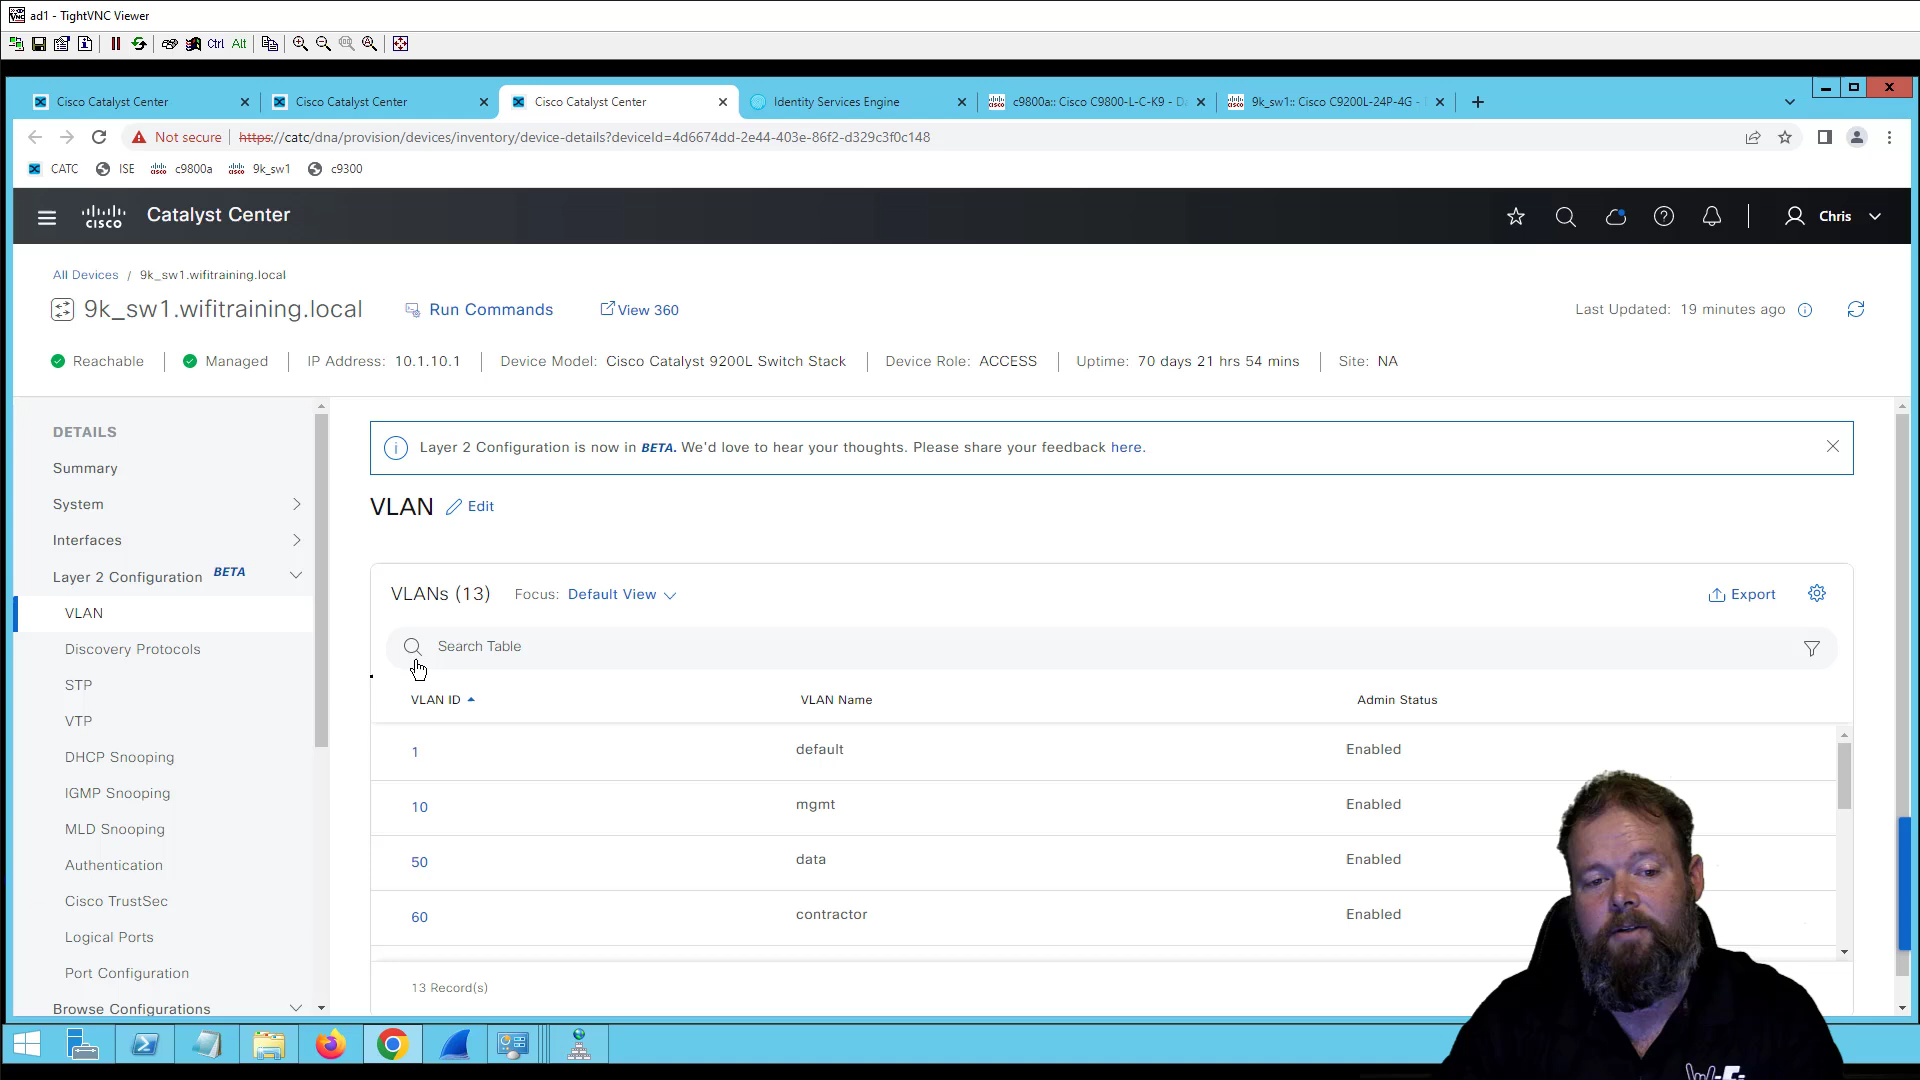 ad1 - TightVNC Viewer
Ctrl Alt
Cisco Catalyst Center
Cisco Catalyst Center
Cisco Catalyst Center
Identity Services Engine
c9800a:: Cisco C9800-L-C-K9 - D
9k_sw1:: Cisco C9200L-24P-4G -
Not secure
https://catc/dna/provision/devices/inventory/device-details?deviceId=4d6674dd-2e44-403e-86f2-d329c3f0c148
CATC
ISE
c9800a
9k_sw1
c9300
cisco
Catalyst Center
Chris
All Devices / 9k_sw1.wifitraining.local
9k_sw1.wifitraining.local
Run Commands
View 360
Last Updated: 19 minutes ago
Reachable
Managed
IP Address: 10.1.10.1
Device Model: Cisco Catalyst 9200L Switch Stack
Device Role: ACCESS
Uptime: 70 days 21 hrs 54 mins
Site: NA
DETAILS
Summary
System
Interfaces
Layer 2 Configuration BETA
VLAN
Discovery Protocols
STP
VTP
DHCP Snooping
IGMP Snooping
MLD Snooping
Authentication
Cisco TrustSec
Logical Ports
Port Configuration
Browse Configurations
Layer 2 Configuration is now in BETA. We'd love to hear your thoughts. Please share your feedback here.
VLAN
Edit
VLANs (13)
Focus: Default View
Export
Search Table
VLAN ID
VLAN Name
Admin Status
1
default
Enabled
10
mgmt
Enabled
50
data
Enabled
60
contractor
Enabled
13 Record(s)